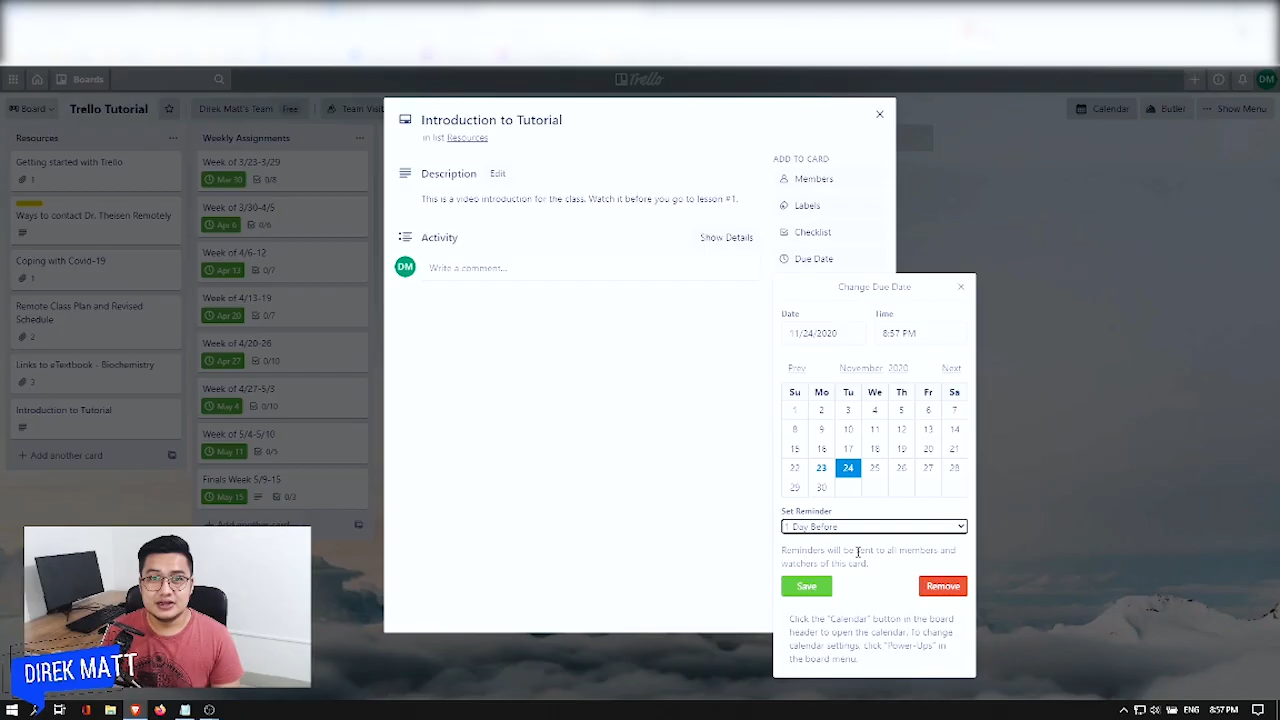 Boards
Trello
DM
Board
Trello Tutorial
Direk Matt's Team
Free
Team Visi
Calendar
Butler
Show Menu
Resources
Getting started with Trello
1
Ways to contact Dr. Steen Remotely
Coping with Covid-19
1
Remote Class Plan and Revised
Schedule
Links to eTextbook - Geochemistry
3
Introduction to Tutorial
Add another card
Weekly Assignments
Week of 3/23-3/29
Mar 30
0/8
Week of 3/30-4/5
Apr 6
0/6
Week of 4/6-12
Apr 13
0/7
Week of 4/13-19
Apr 20
0/7
Week of 4/20-26
Apr 27
0/10
Week of 4/27-5/3
May 4
0/10
Week of 5/4-5/10
May 11
0/5
Finals Week 5/9-15
May 15
0/2
Add another card
Introduction to Tutorial
in list Resources
Description
Edit
This is a video introduction for the class. Watch it before you go to lesson #1.
Activity
Show Details
DM
Write a comment...
ADD TO CARD
Members
Labels
Checklist
Due Date
Change Due Date
Date
Time
11/24/2020
8:57 PM
Prev
November 2020
Next
Su Mo Tu We Th Fr Sa
1 2 3 4 5 6 7
8 9 10 11 12 13 14
15 16 17 18 19 20 21
22 23 24 25 26 27 28
29 30
Set Reminder
1 Day Before
Reminders will be sent to all members and
watchers of this card.
Save
Remove
Click the "Calendar" button in the board
header to open the calendar. To change
calendar settings, click "Power-Ups" in
the board menu.
DIREK MATT
ENG
8:57 PM